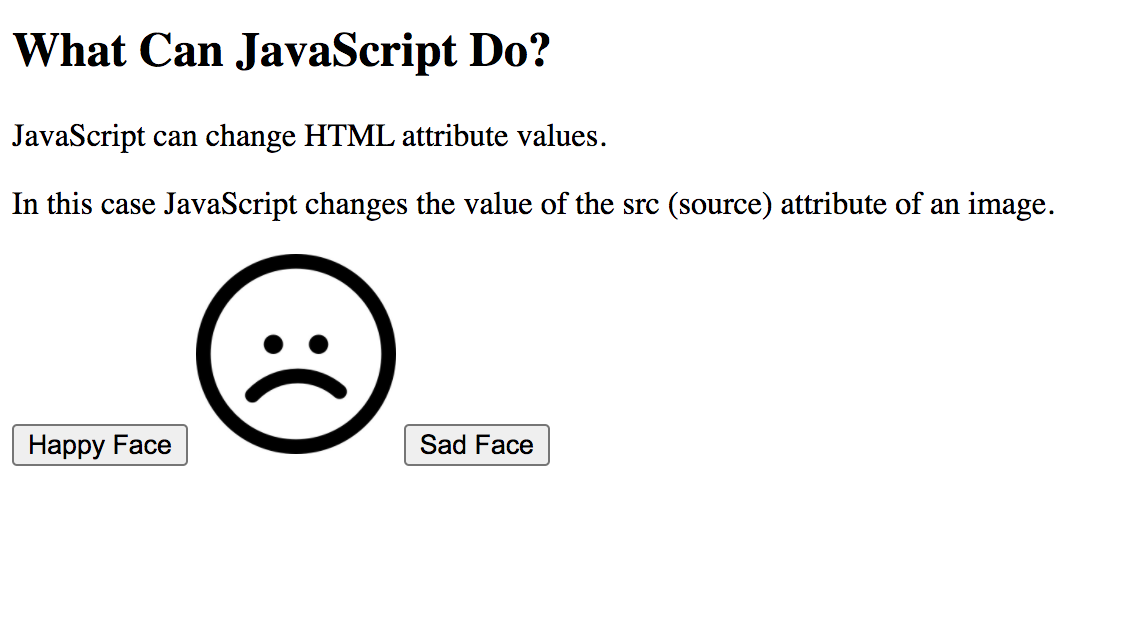 What Can JavaScript Do?
JavaScript can change HTML attribute values.
In this case JavaScript changes the value of the src (source) attribute of an image.
Happy Face Sad Face